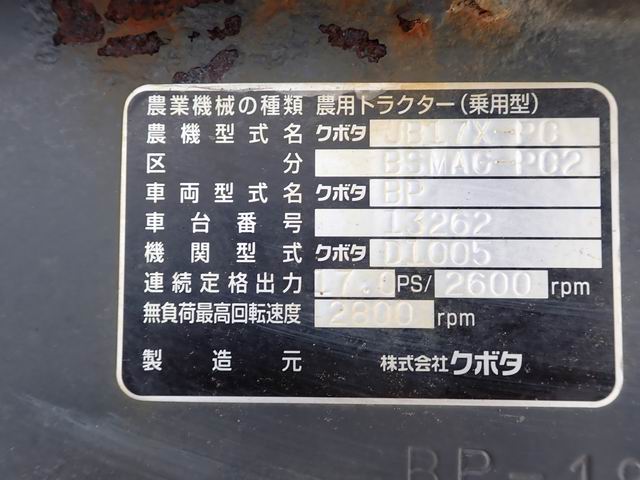 農業機械の種類 農用トラクター(乗用型)
農機型式名 クボタ JB17X-PC
区分 BSMAG-PC2
車両型式名 クボタ BP
車台番号 13262
機関型式 クボタ D1005
連続定格出力 PS/ 2600 rpm
無負荷最高回転速度 2800 rpm
製造元 株式会社クボタ